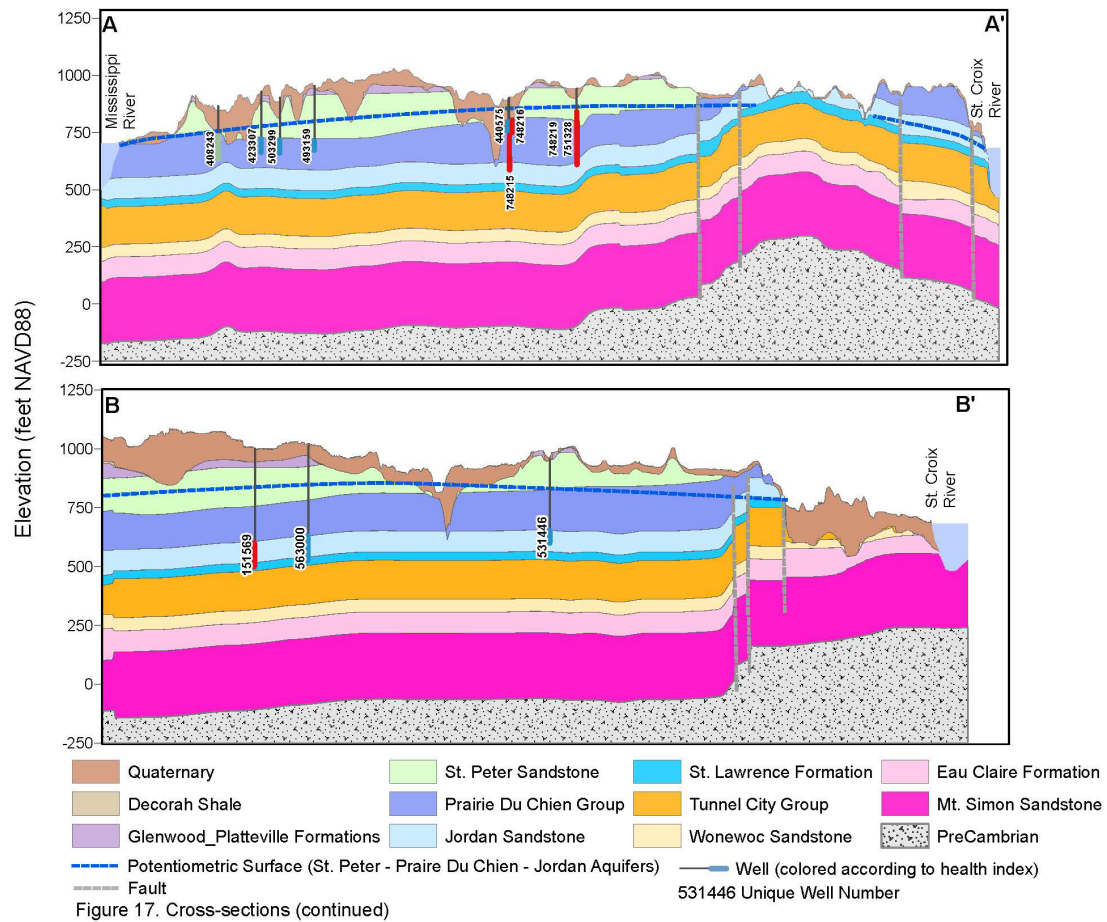 A
A'
1250
1000
750
500
250
0
-250
Mississippi
River
St. Croix
River
408243
423307
503299
493159
440575
748216
748215
748219
751328
Elevation (feet NAVD88)
B
B'
1250
1000
750
500
250
0
-250
St. Croix
River
151569
563000
531446
Quaternary
St. Peter Sandstone
St. Lawrence Formation
Eau Claire Formation
Decorah Shale
Prairie Du Chien Group
Tunnel City Group
Mt. Simon Sandstone
Glenwood_Platteville Formations
Jordan Sandstone
Wonewoc Sandstone
PreCambrian
Potentiometric Surface (St. Peter - Praire Du Chien - Jordan Aquifers)
Well (colored according to health index)
Fault
531446 Unique Well Number
Figure 17. Cross-sections (continued)